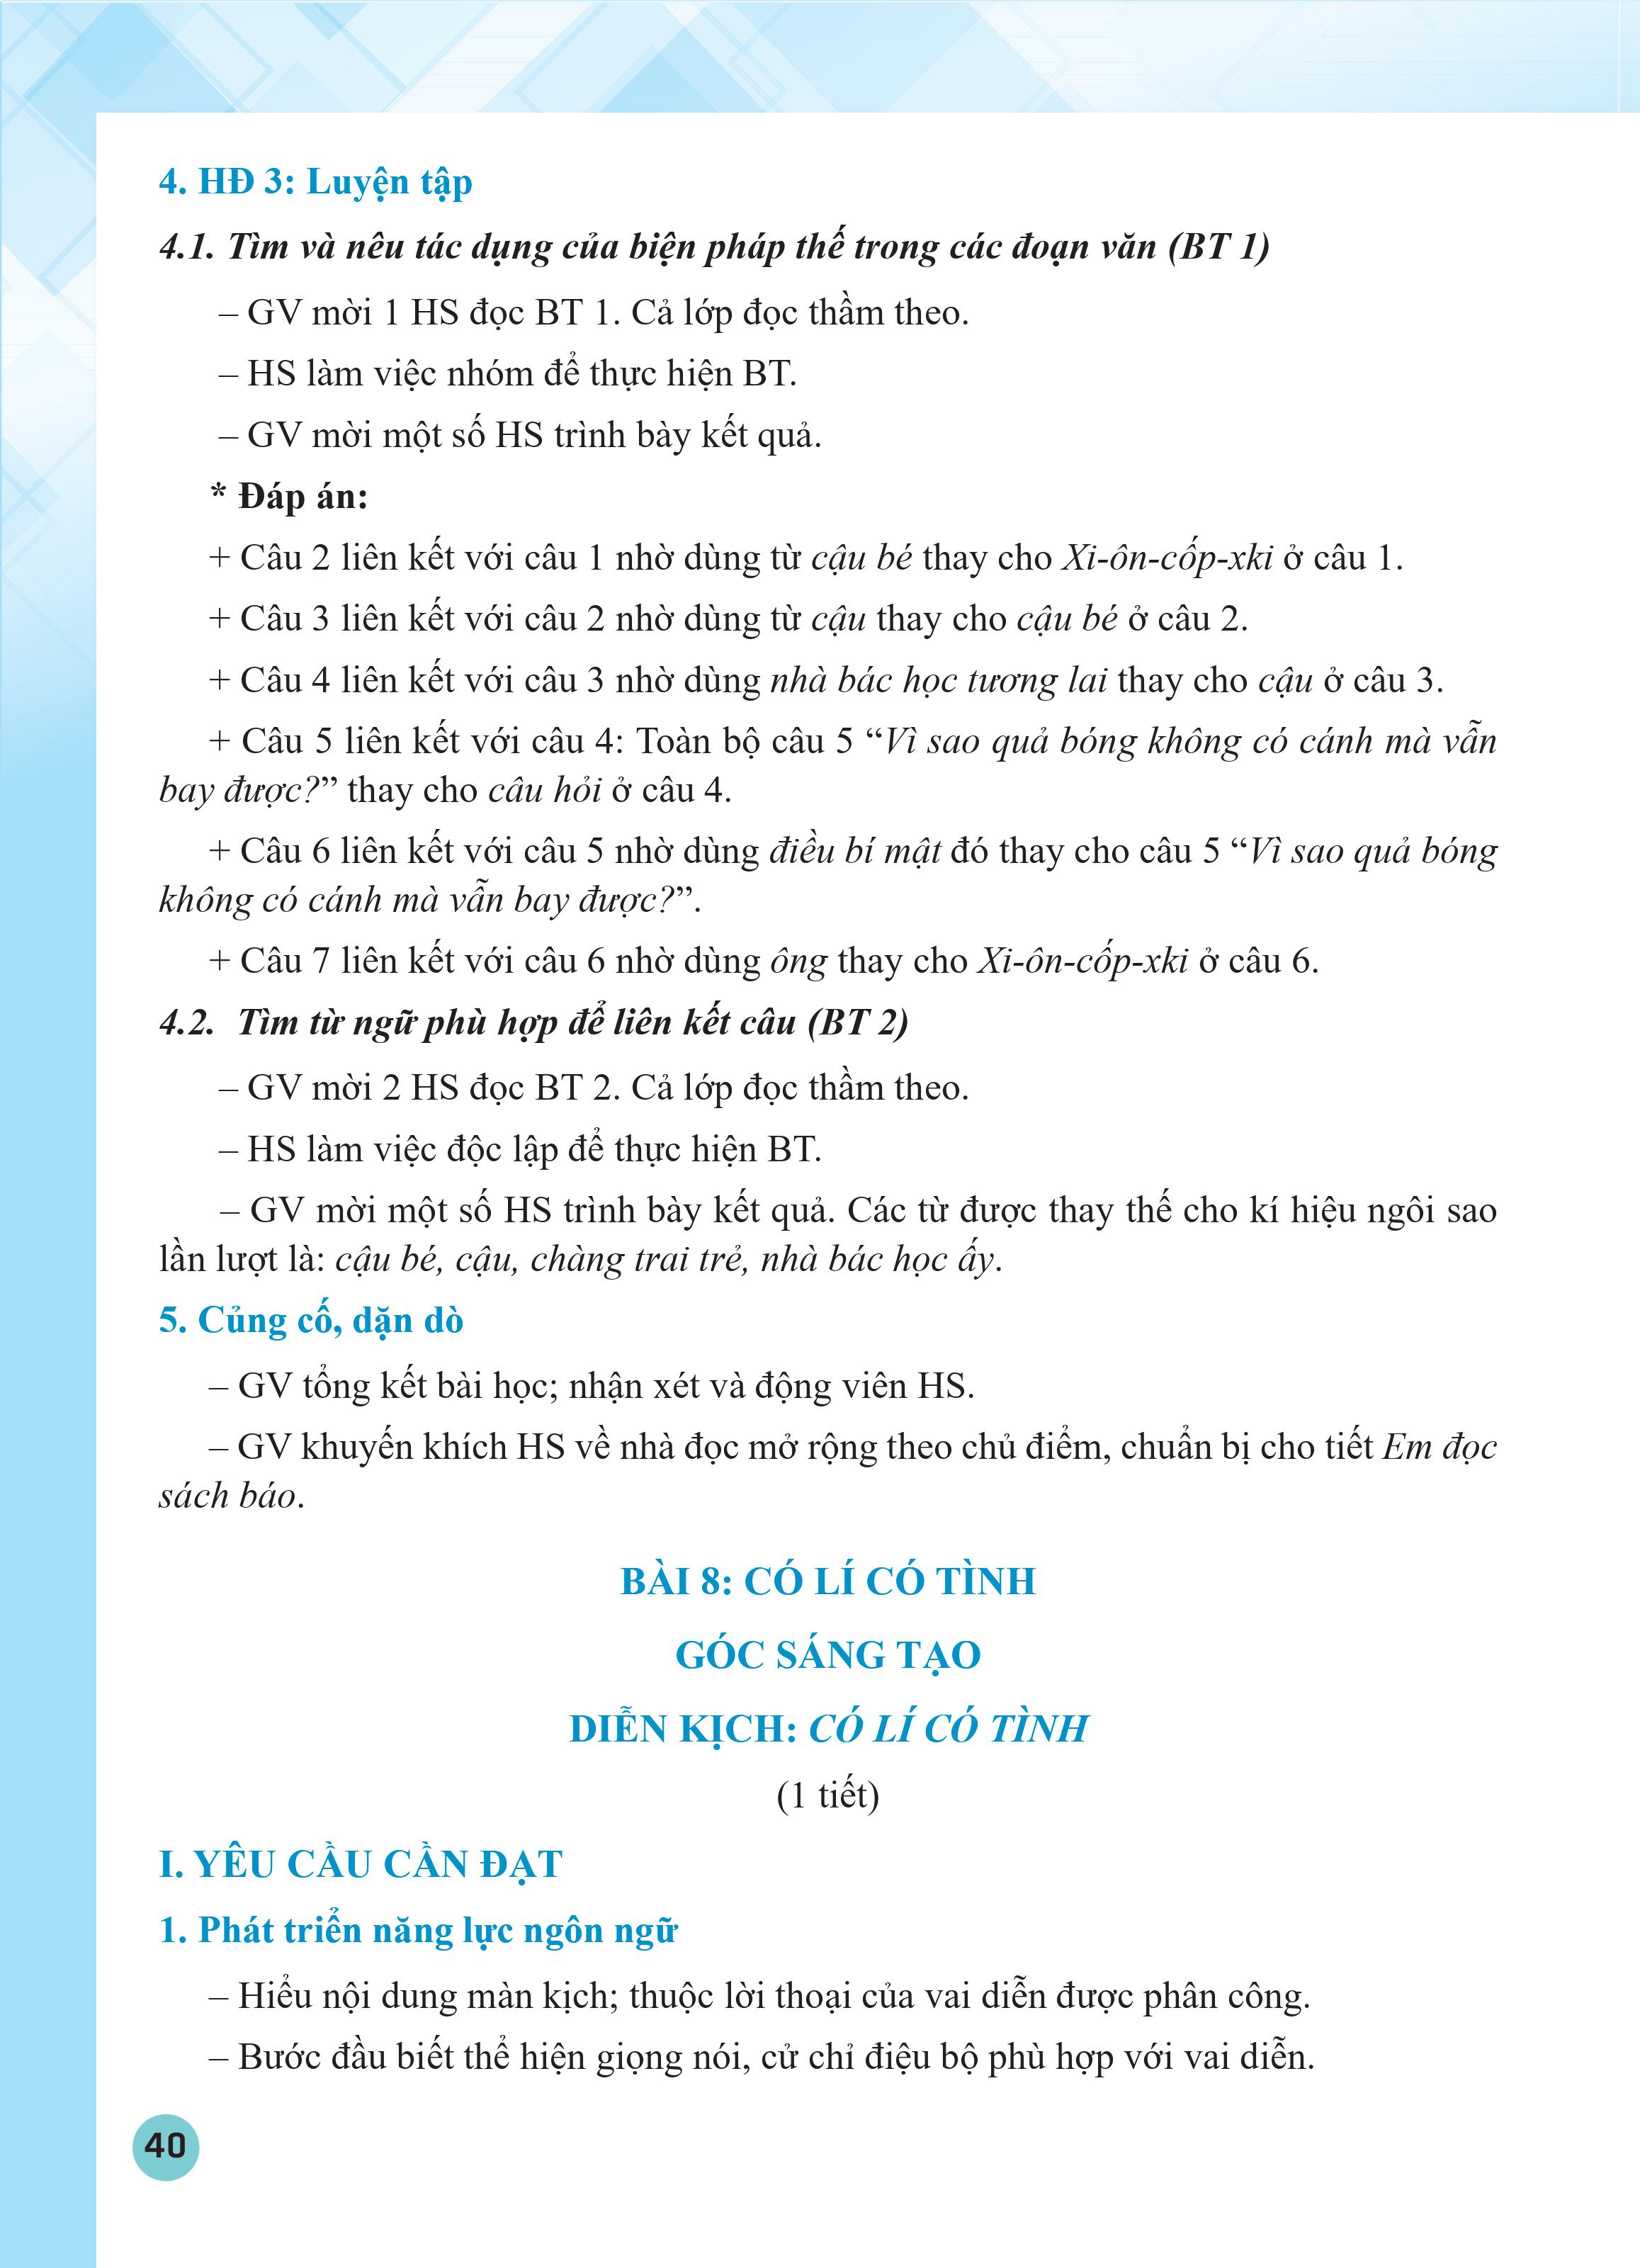 4. HĐ 3: Luyện tập
4.1. Tìm và nêu tác dụng của biện pháp thế trong các đoạn văn (BT 1)
– GV mời 1 HS đọc BT 1. Cả lớp đọc thầm theo.
– HS làm việc nhóm để thực hiện BT.
– GV mời một số HS trình bày kết quả.
* Đáp án:
+ Câu 2 liên kết với câu 1 nhờ dùng từ cậu bé thay cho Xi-ôn-cốp-xki ở câu 1.
+ Câu 3 liên kết với câu 2 nhờ dùng từ cậu thay cho cậu bé ở câu 2.
+ Câu 4 liên kết với câu 3 nhờ dùng nhà bác học tương lai thay cho cậu ở câu 3.
+ Câu 5 liên kết với câu 4: Toàn bộ câu 5 “Vì sao quả bóng không có cánh mà vẫn
bay được?” thay cho câu hỏi ở câu 4.
+ Câu 6 liên kết với câu 5 nhờ dùng điều bí mật đó thay cho câu 5 “Vì sao quả bóng
không có cánh mà vẫn bay được?”.
+ Câu 7 liên kết với câu 6 nhờ dùng ông thay cho Xi-ôn-cốp-xki ở câu 6.
4.2. Tìm từ ngữ phù hợp để liên kết câu (BT 2)
– GV mời 2 HS đọc BT 2. Cả lớp đọc thầm theo.
– HS làm việc độc lập để thực hiện BT.
– GV mời một số HS trình bày kết quả. Các từ được thay thế cho kí hiệu ngôi sao
lần lượt là: cậu bé, cậu, chàng trai trẻ, nhà bác học ấy.
5. Củng cố, dặn dò
– GV tổng kết bài học; nhận xét và động viên HS.
– GV khuyến khích HS về nhà đọc mở rộng theo chủ điểm, chuẩn bị cho tiết Em đọc
sách báo.
BÀI 8: CÓ LÍ CÓ TÌNH
GÓC SÁNG TẠO
DIỄN KỊCH: CÓ LÍ CÓ TÌNH
(1 tiết)
I. YÊU CẦU CẦN ĐẠT
1. Phát triển năng lực ngôn ngữ
– Hiểu nội dung màn kịch; thuộc lời thoại của vai diễn được phân công.
– Bước đầu biết thể hiện giọng nói, cử chỉ điệu bộ phù hợp với vai diễn.
40